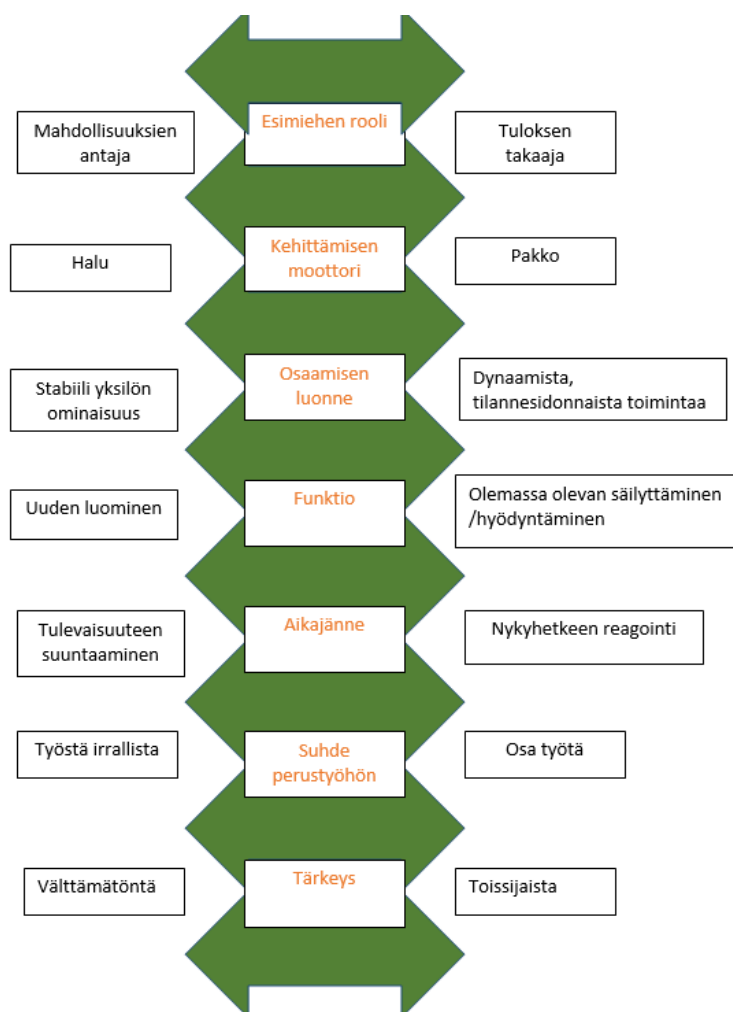 Mahdollisuuksien
antaja
Esimiehen rooli
Tuloksen
takaaja
Halu
Kehittämisen
moottori
Pakko
Stabiili yksilön
ominaisuus
Osaamisen
luonne
Dynaamista,
tilannesidonnaista toimintaa
Uuden luominen
Funktio
Olemassa olevan säilyttäminen
/hyödyntäminen
Tulevaisuuteen
suuntaaminen
Aikajänne
Nykyhetkeen reagointi
Työstä irrallista
Suhde
perustyöhön
Osa työtä
Välttämätöntä
Tärkeys
Toissijaista